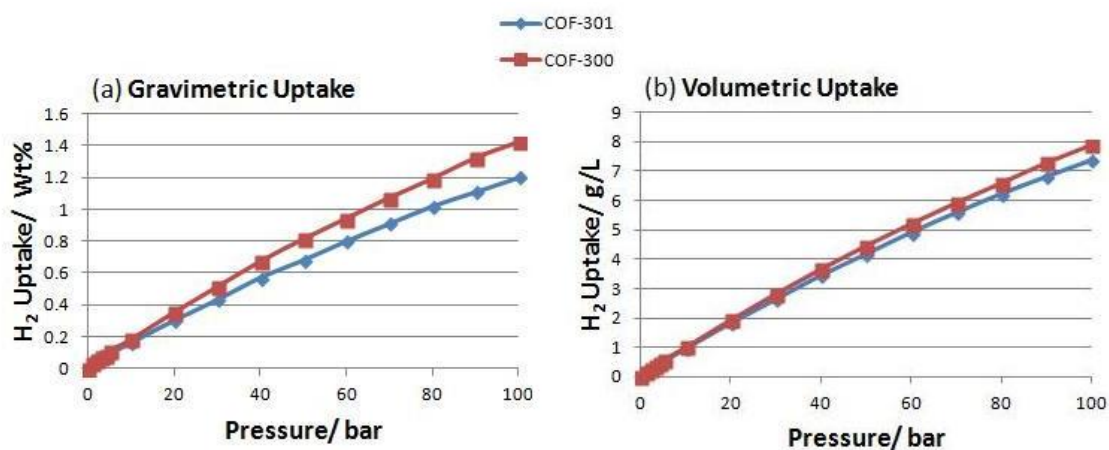 COF-301
COF-300
(a) Gravimetric Uptake
H₂ Uptake/ Wt%
1.6
1.4
1.2
1
0.8
0.6
0.4
0.2
0
0 20 40 60 80 100
Pressure/ bar
(b) Volumetric Uptake
H₂ Uptake/ g/L
9
8
7
6
5
4
3
2
1
0
0 20 40 60 80 100
Pressure/ bar